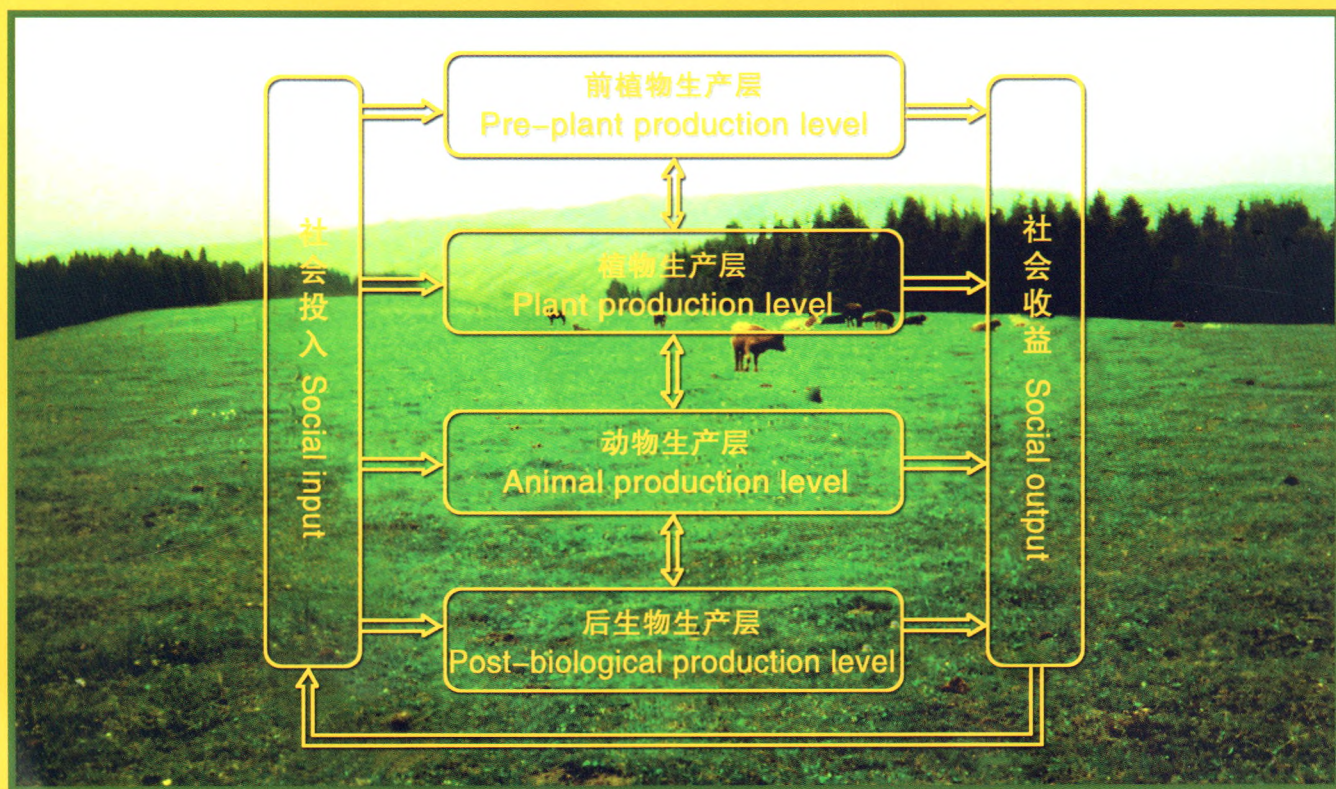 前植物生产层
Pre-plant production level
社会投入 Social input
植物生产层
Plant production level
社会收益 Social output
动物生产层
Animal production level
后生物生产层
Post-biological production level